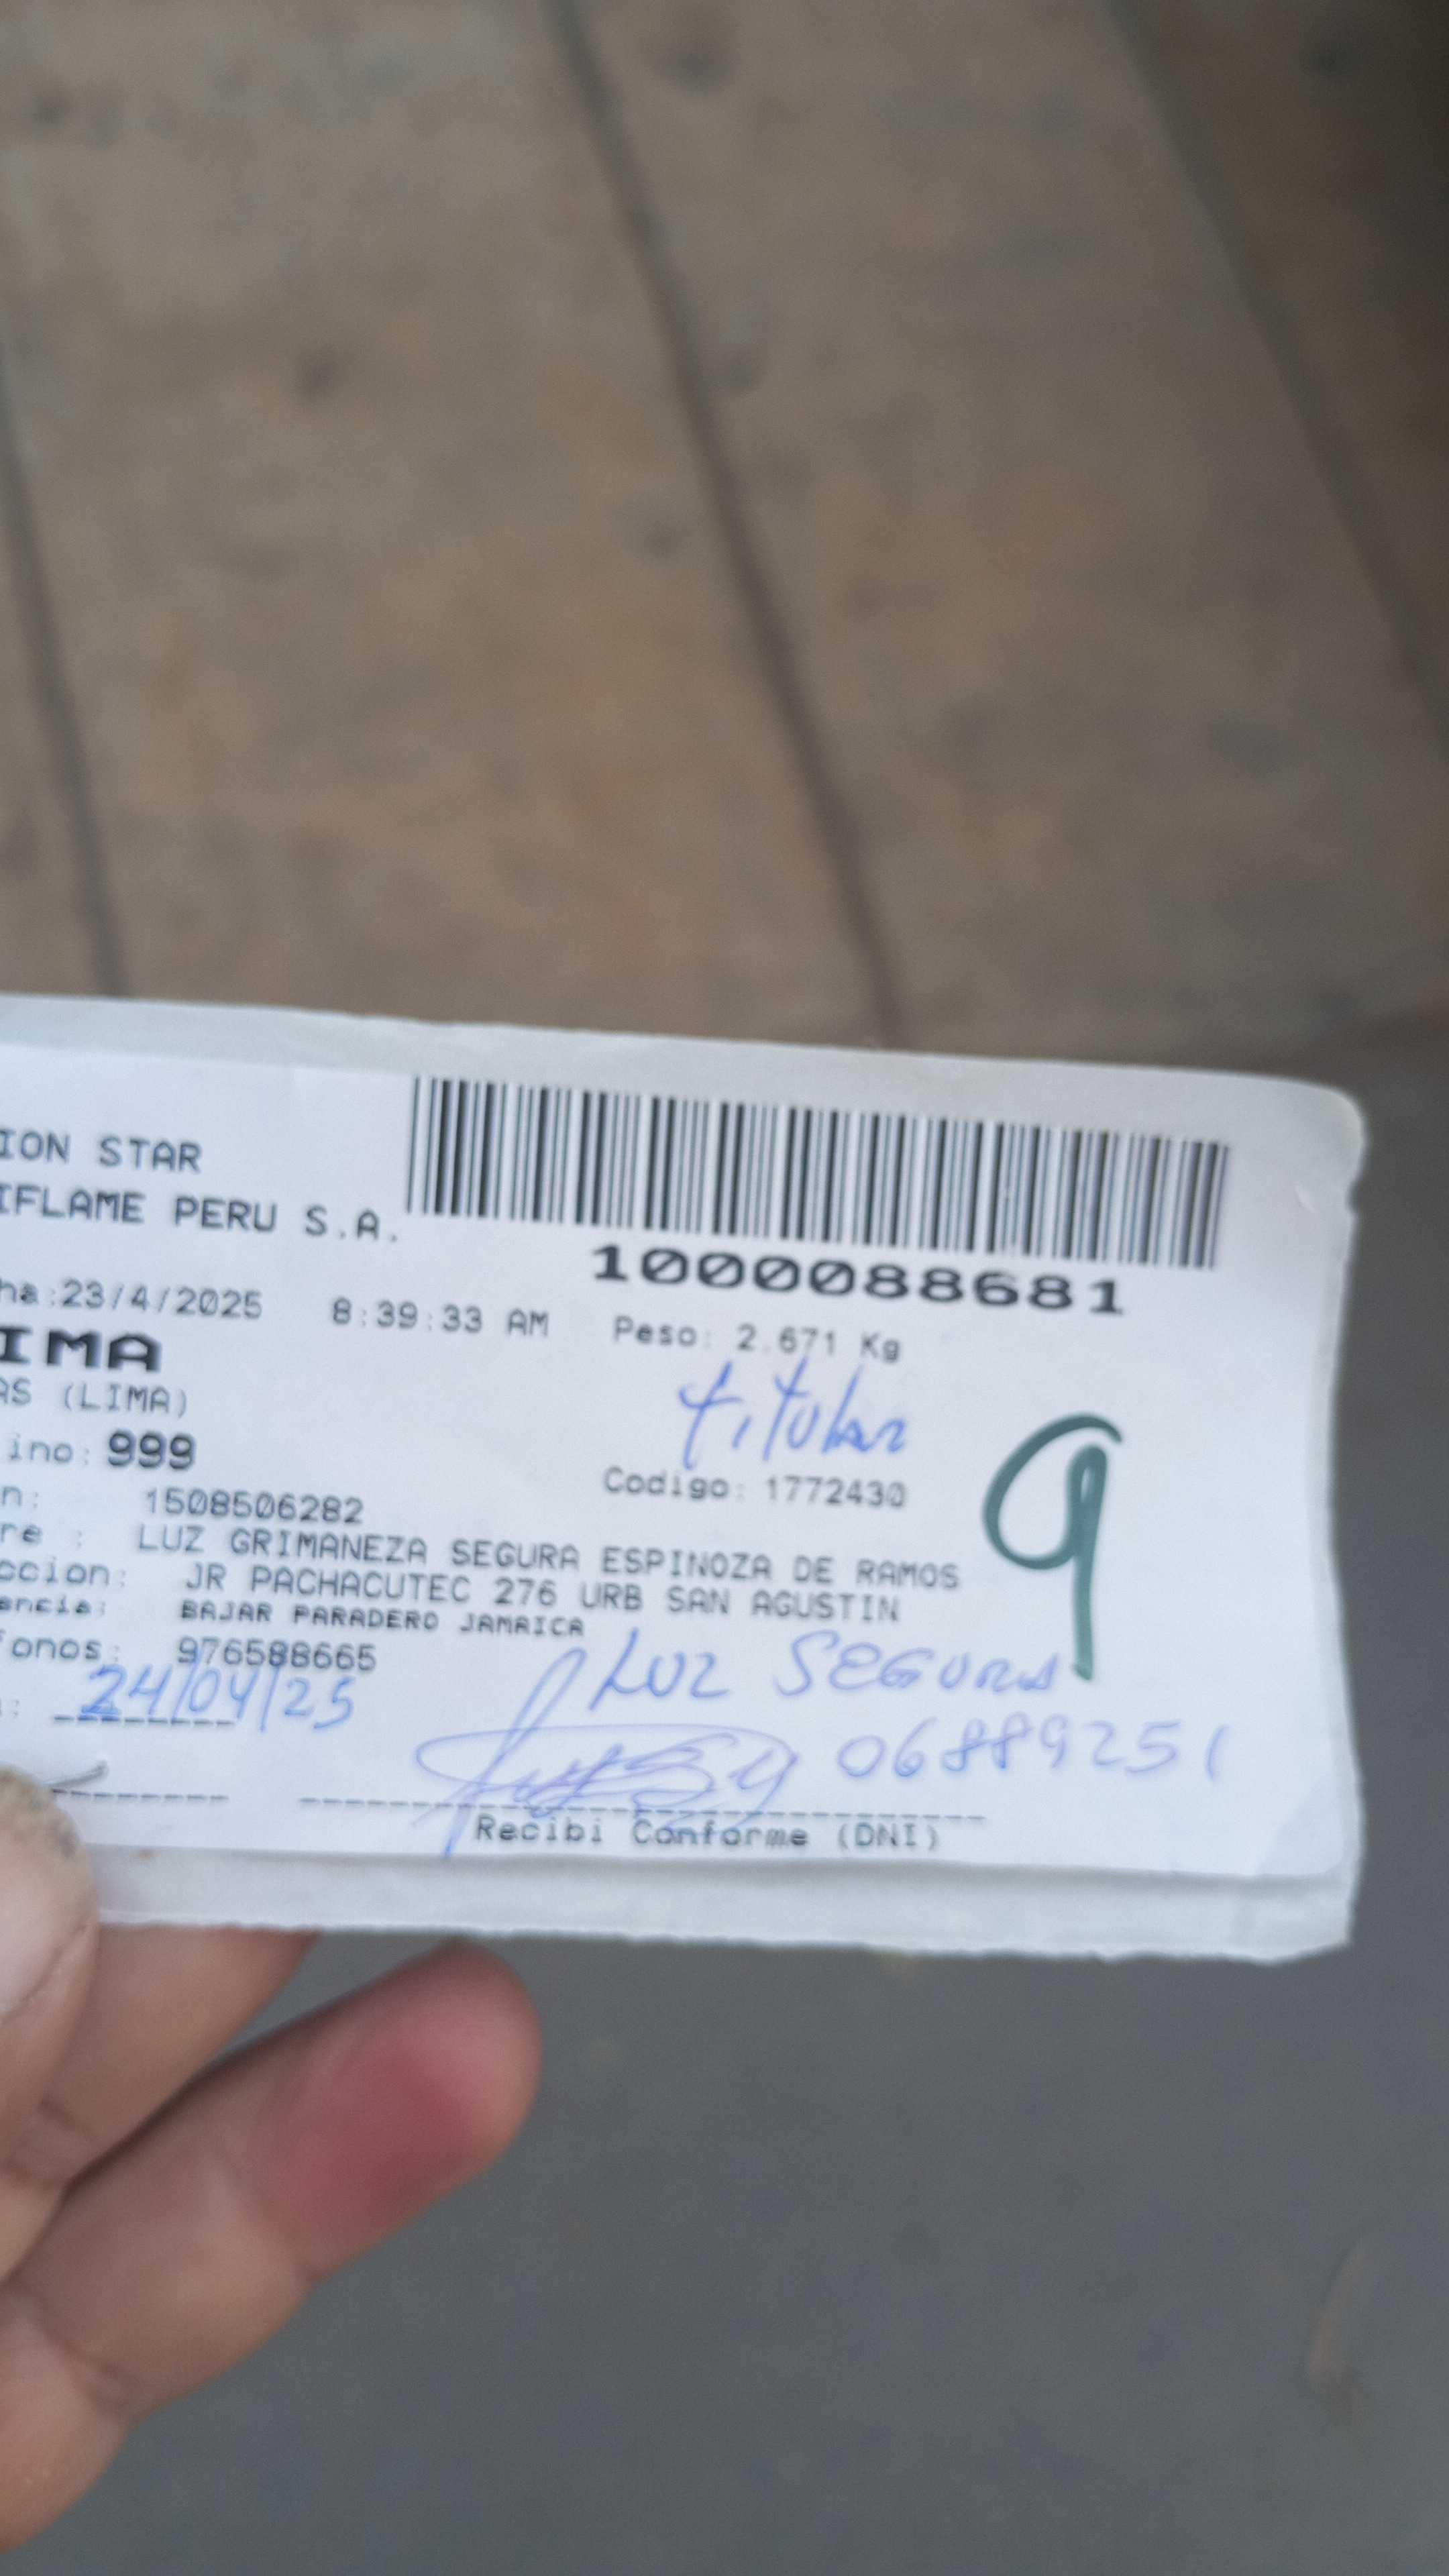 ION STAR
IFLAME PERU S.A.
1000088681
ha:23/4/2025 8:39:33 AM Peso: 2.671 Kg
IMA
AS (LIMA)
titular
ino: 999
Codigo: 1772430
n: 1508506282
re : LUZ GRIMANEZA SEGURA ESPINOZA DE RAMOS
ccion: JR PACHACUTEC 276 URB SAN AGUSTIN
encia: BAJAR PARADERO JAMAICA
fonos: 976588665
9
LUZ SEGURA
: 24/04/25
06889251
Recibi Conforme (DNI)